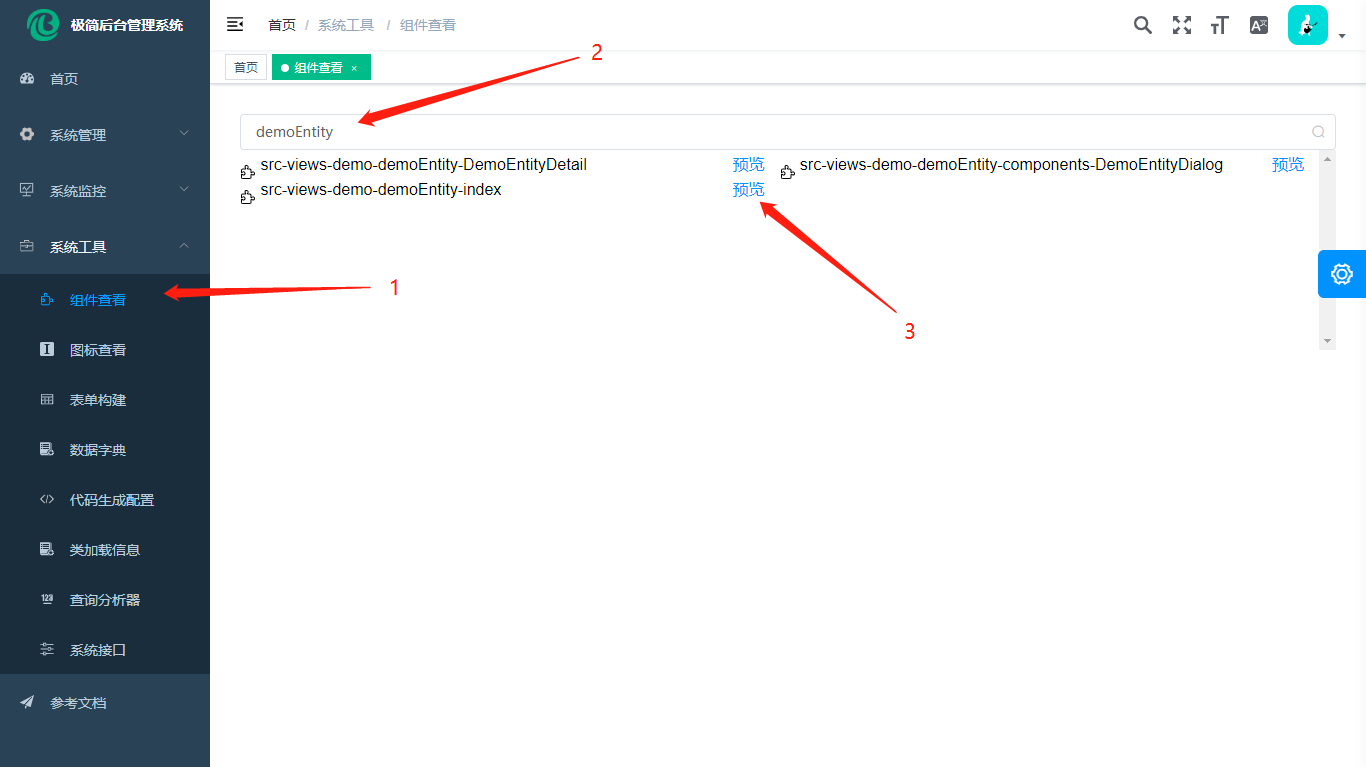 极简后台管理系统
首页
系统管理
系统监控
系统工具
组件查看
图标查看
表单构建
数据字典
代码生成配置
类加载信息
查询分析器
系统接口
参考文档
首页 / 系统工具 / 组件查看
首页
组件查看 ×
2
demoEntity
src-views-demo-demoEntity-DemoEntityDetail 预览
src-views-demo-demoEntity-components-DemoEntityDialog 预览
src-views-demo-demoEntity-index 预览
1
3